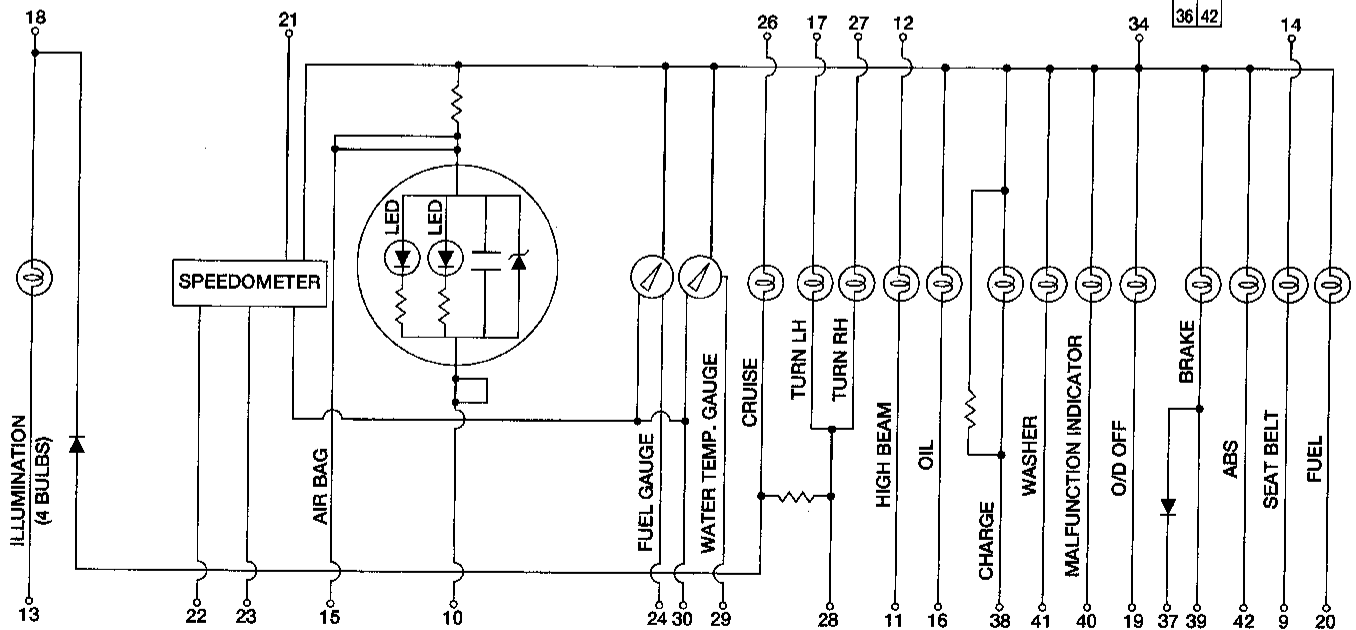 36 42
18
21
26
17
27
12
34
14
LED
LED
SPEEDOMETER
ILLUMINATION
(4 BULBS)
AIR BAG
FUEL GAUGE
WATER TEMP. GAUGE
CRUISE
TURN LH
TURN RH
HIGH BEAM
OIL
CHARGE
WASHER
MALFUNCTION INDICATOR
O/D OFF
BRAKE
ABS
SEAT BELT
FUEL
13
22
23
15
10
24
30
29
28
11
16
38
41
40
19
37
39
42
9
20